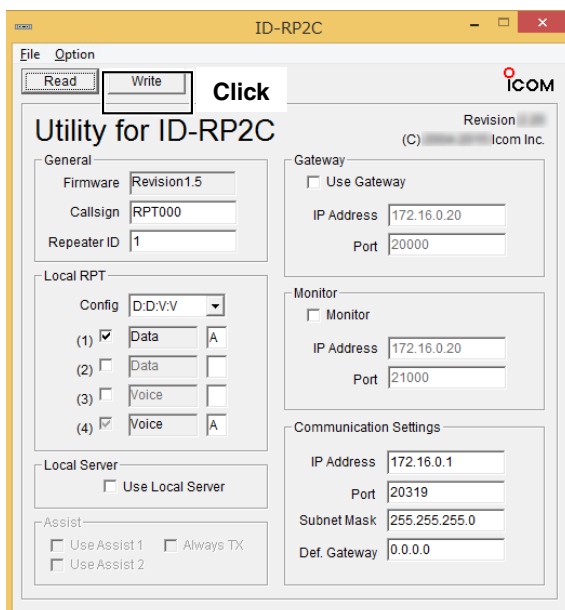 ID-RP2C
File Option
Read Write Click
ICOM
Utility for ID-RP2C
Revision
(C) Icom Inc.
General
Firmware Revision1.5
Callsign RPT000
Repeater ID 1
Local RPT
Config D:D:V:V
(1) Data A
(2) Data
(3) Voice
(4) Voice A
Local Server
Use Local Server
Assist
Use Assist 1 Always TX
Use Assist 2
Gateway
Use Gateway
IP Address 172.16.0.20
Port 20000
Monitor
Monitor
IP Address 172.16.0.20
Port 21000
Communication Settings
IP Address 172.16.0.1
Port 20319
Subnet Mask 255.255.255.0
Def. Gateway 0.0.0.0